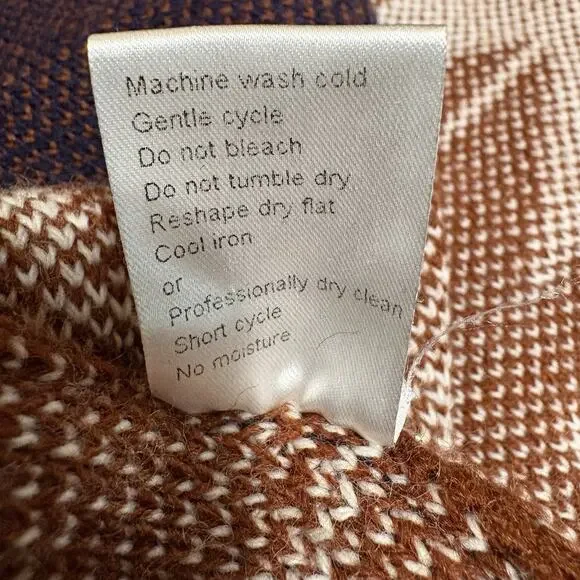 Machine wash cold
Gentle cycle
Do not bleach
Do not tumble dry
Reshape dry flat
Cool iron
or
Professionally dry clean
Short cycle
No moisture